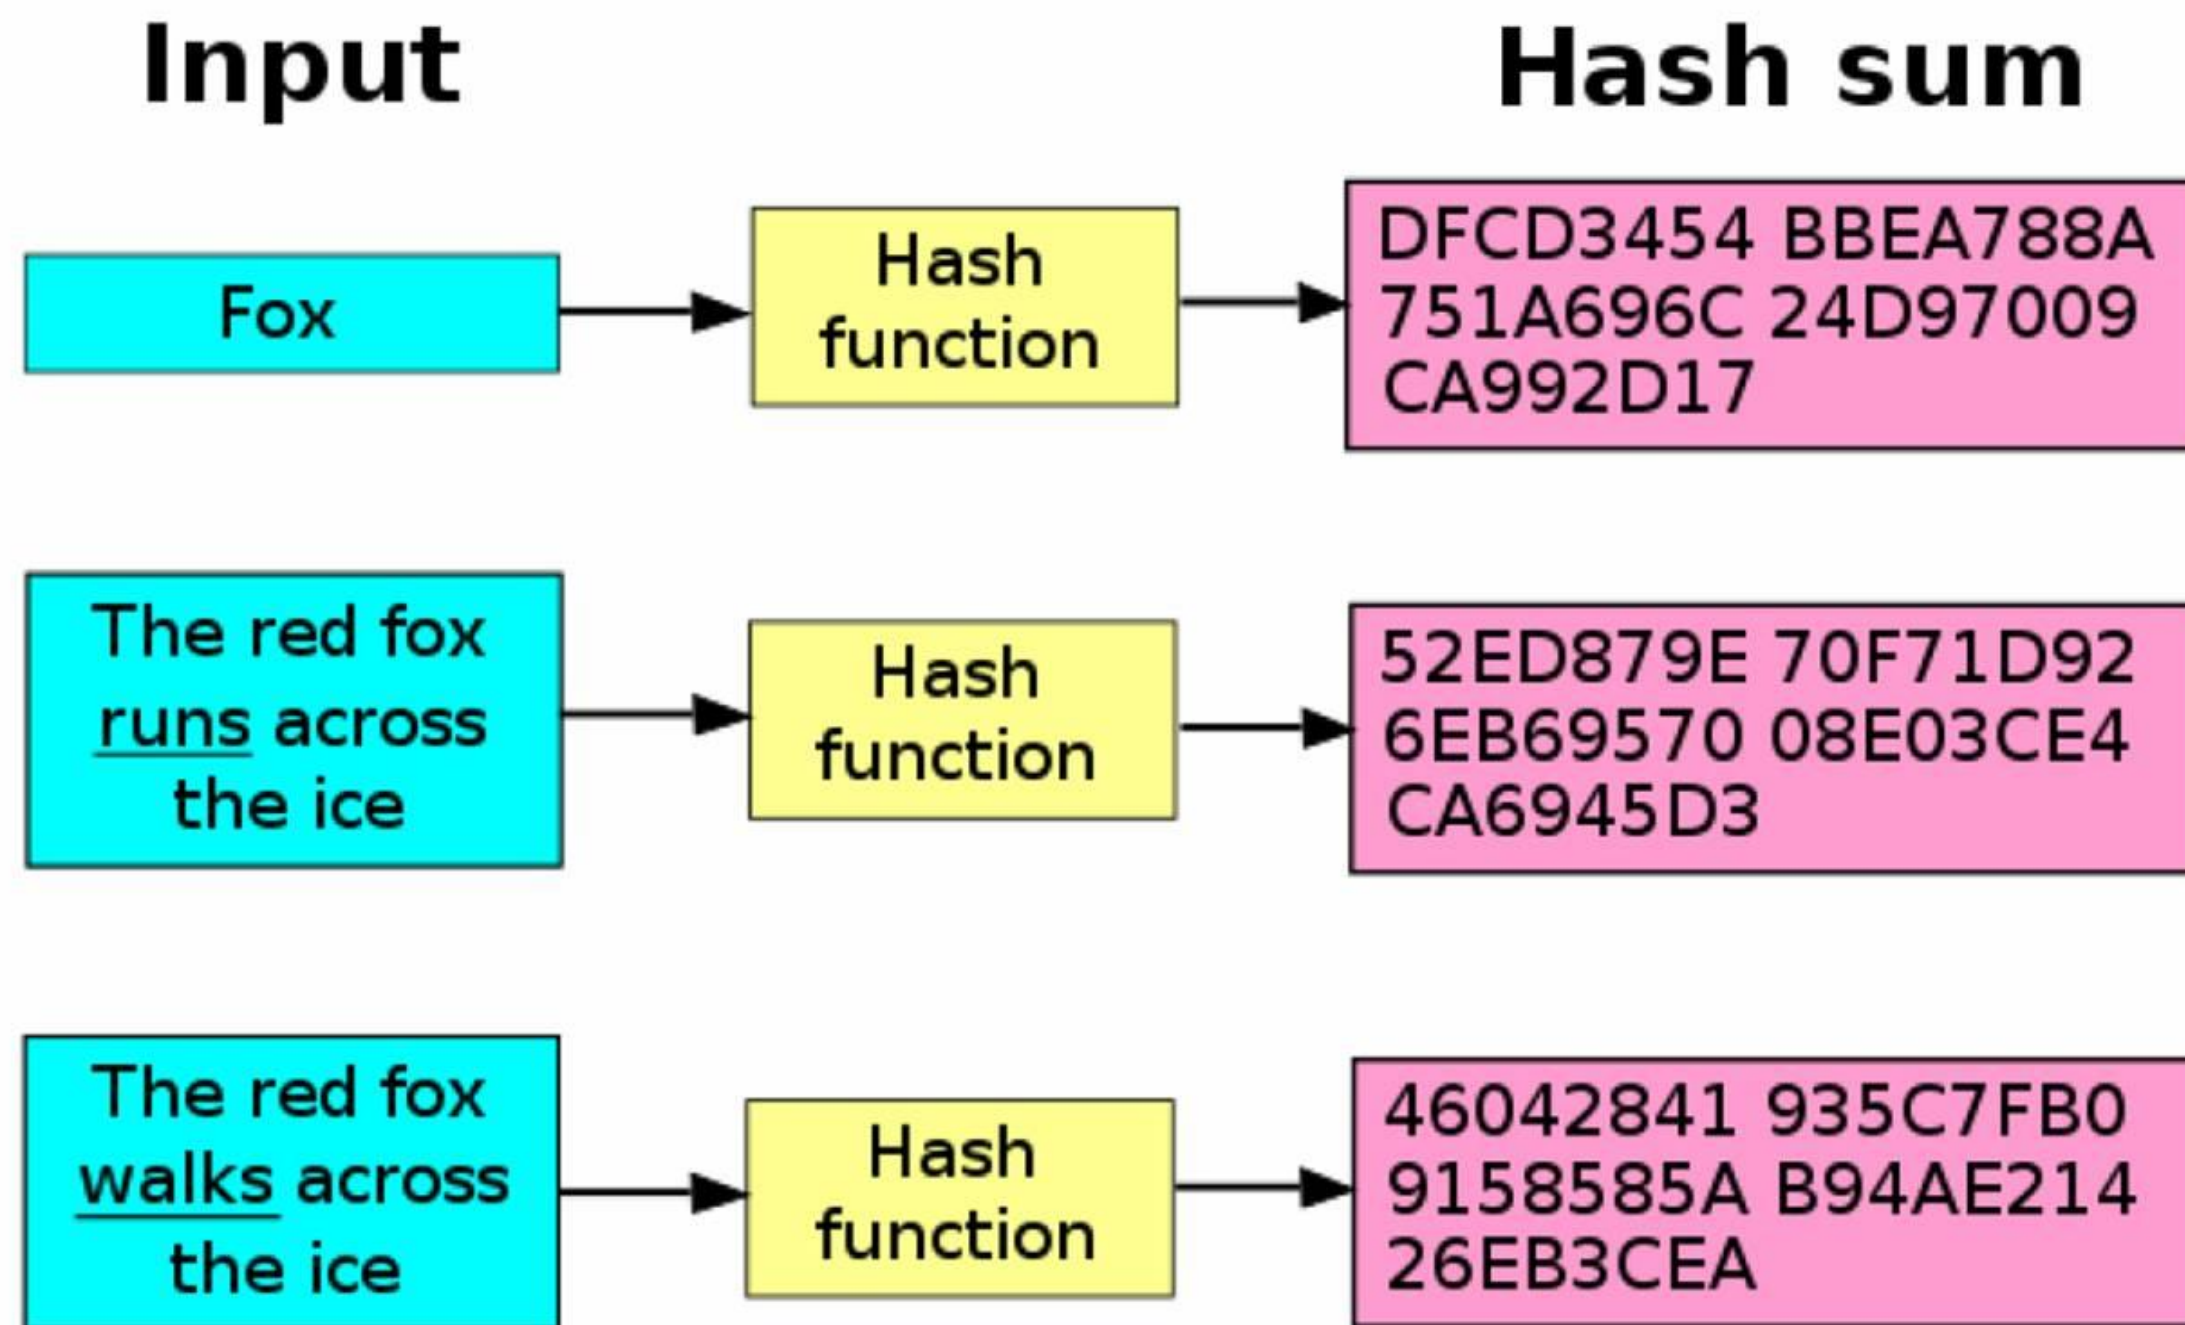 Input
Hash sum
Fox
Hash
function
DFCD3454 BBEA788A
751A696C 24D97009
CA992D17
The red fox
runs across
the ice
Hash
function
52ED879E 70F71D92
6EB69570 08E03CE4
CA6945D3
The red fox
walks across
the ice
Hash
function
46042841 935C7FB0
9158585A B94AE214
26EB3CEA